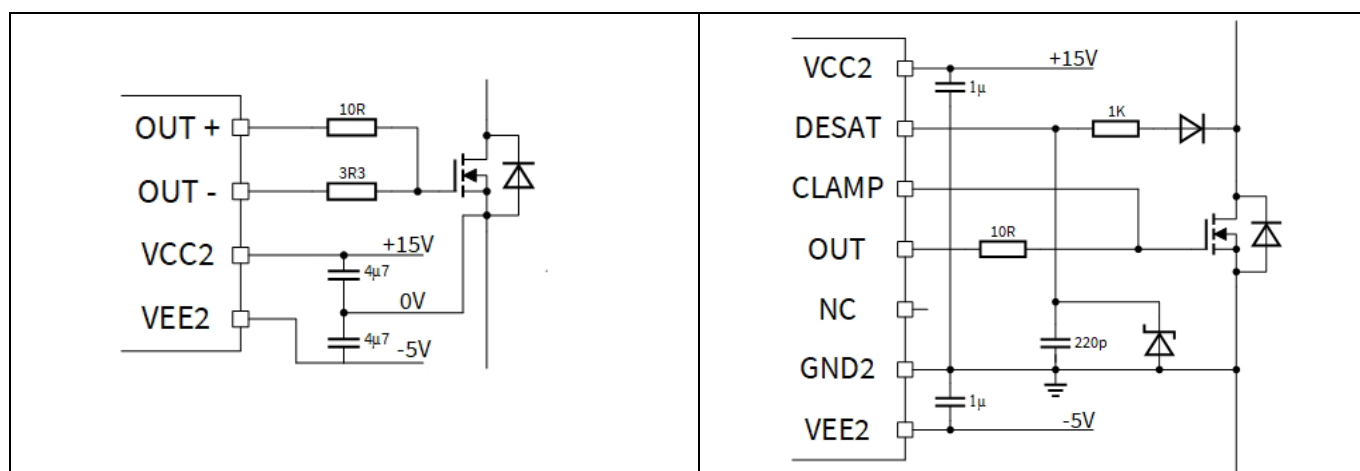 10R
OUT +
3R3
OUT -
+15V
VCC2
4µ7
0V
VEE2
4µ7
-5V
VCC2
+15V
1µ
1K
DESAT
CLAMP
10R
OUT
NC
220p
GND2
1µ
VEE2
-5V